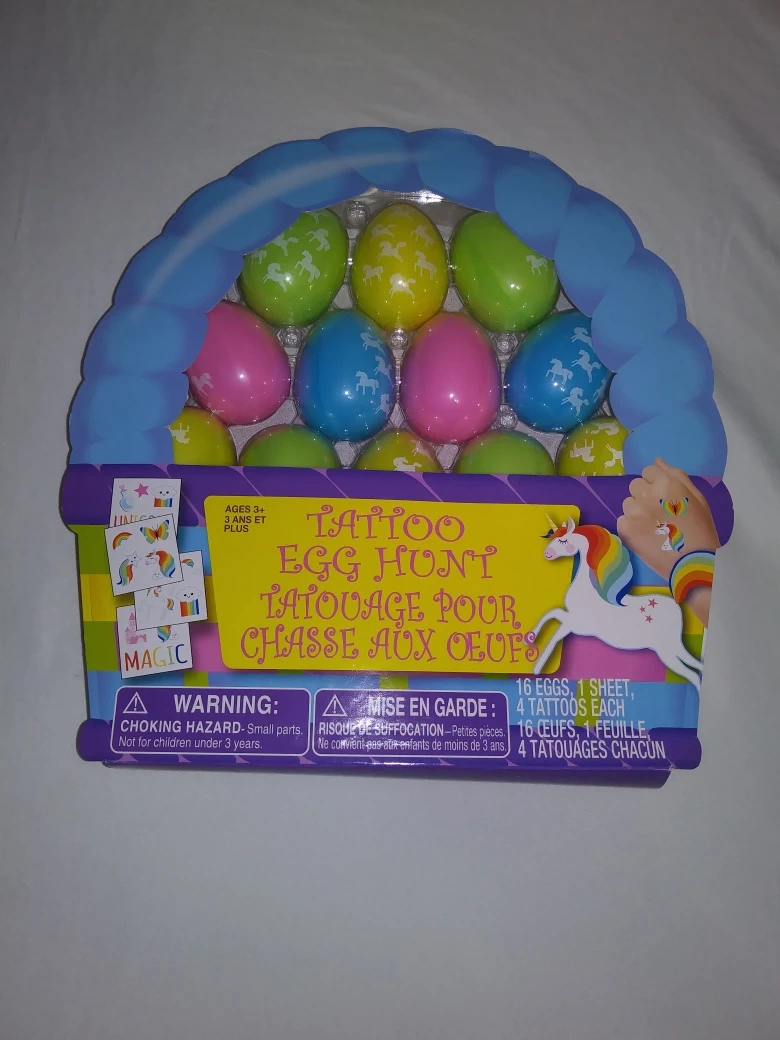 AGES 3+
3 ANS ET
PLUS
TATTOO
EGG HUNT
TATOUAGE POUR
CHASSE AUX ŒUFS
MAGIC
WARNING:
CHOKING HAZARD- Small parts.
Not for children under 3 years.
MISE EN GARDE :
RISQUE DE SUFFOCATION—Petites pièces.
Ne convient pas aux enfants de moins de 3 ans.
16 EGGS, 1 SHEET,
4 TATTOOS EACH
16 ŒUFS, 1 FEUILLE,
4 TATOUAGES CHACUN